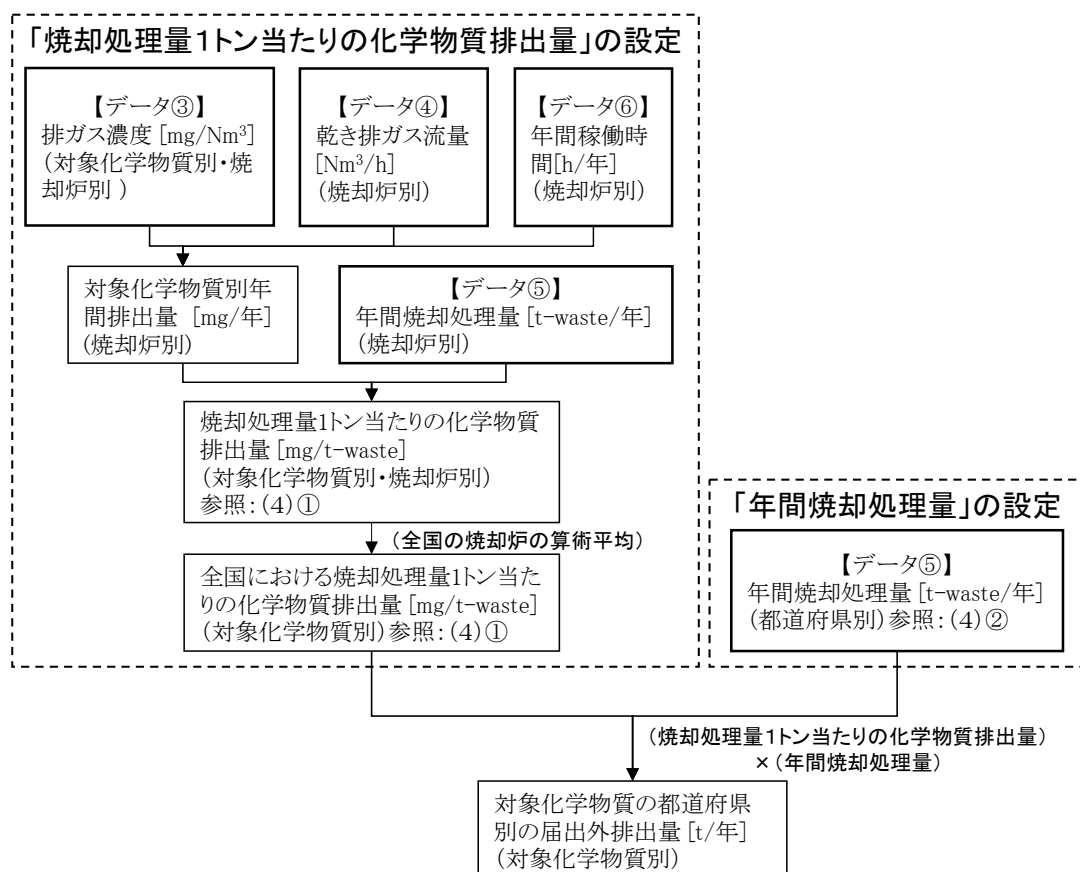 「焼却処理量1トン当たりの化学物質排出量」の設定
【データ③】
排ガス濃度[mg/Nm³]
(対象化学物質別・焼
却炉別 )
【データ④】
乾き排ガス流量
[Nm³/h]
(焼却炉別)
【データ⑥】
年間稼働時
間[h/年]
(焼却炉別)
対象化学物質別年
間排出量 [mg/年]
(焼却炉別)
【データ⑤】
年間焼却処理量[t-waste/年]
(焼却炉別)
焼却処理量1トン当たりの化学物質
排出量[mg/t-waste]
(対象化学物質別・焼却炉別)
参照:(4)①
(全国の焼却炉の算術平均)
全国における焼却処理量1トン当た
りの化学物質排出量[mg/t-waste]
(対象化学物質別)参照:(4)①
「年間焼却処理量」の設定
【データ⑤】
年間焼却処理量[t-waste/年]
(都道府県別)参照:(4)②
(焼却処理量1トン当たりの化学物質排出量)
×(年間焼却処理量)
対象化学物質の都道府県
別の届出外排出量[t/年]
(対象化学物質別)